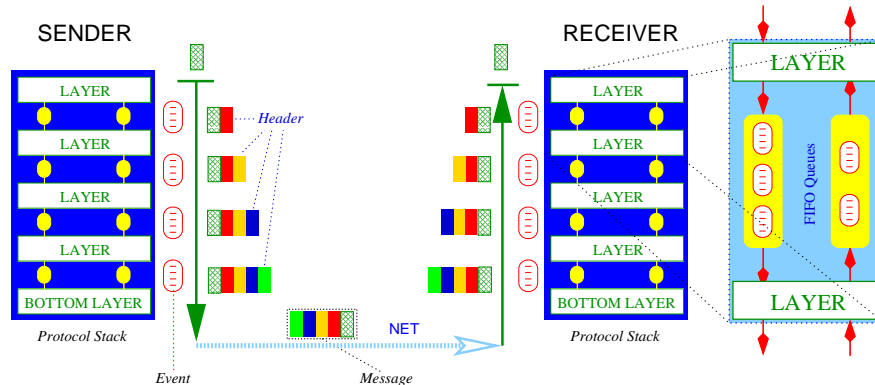 SENDER
LAYER
LAYER
LAYER
LAYER
BOTTOM LAYER
Protocol Stack
Event
Header
NET
Message
RECEIVER
LAYER
LAYER
LAYER
LAYER
BOTTOM LAYER
Protocol Stack
LAYER
FIFO Queues
LAYER